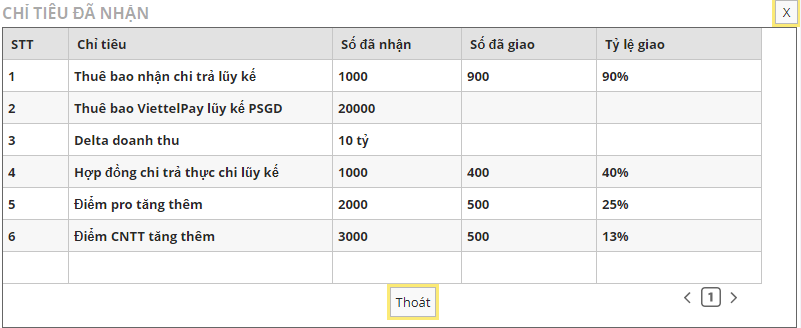 CHỈ TIÊU ĐÃ NHẬN X
STT Chỉ tiêu Số đã nhận Số đã giao Tỷ lệ giao
1 Thuê bao nhận chi trả lũy kế 1000 900 90%
2 Thuê bao ViettelPay lũy kế PSGD 20000
3 Delta doanh thu 10 tỷ
4 Hợp đồng chi trả thực chi lũy kế 1000 400 40%
5 Điểm pro tăng thêm 2000 500 25%
6 Điểm CNTT tăng thêm 3000 500 13%
Thoát < 1 >